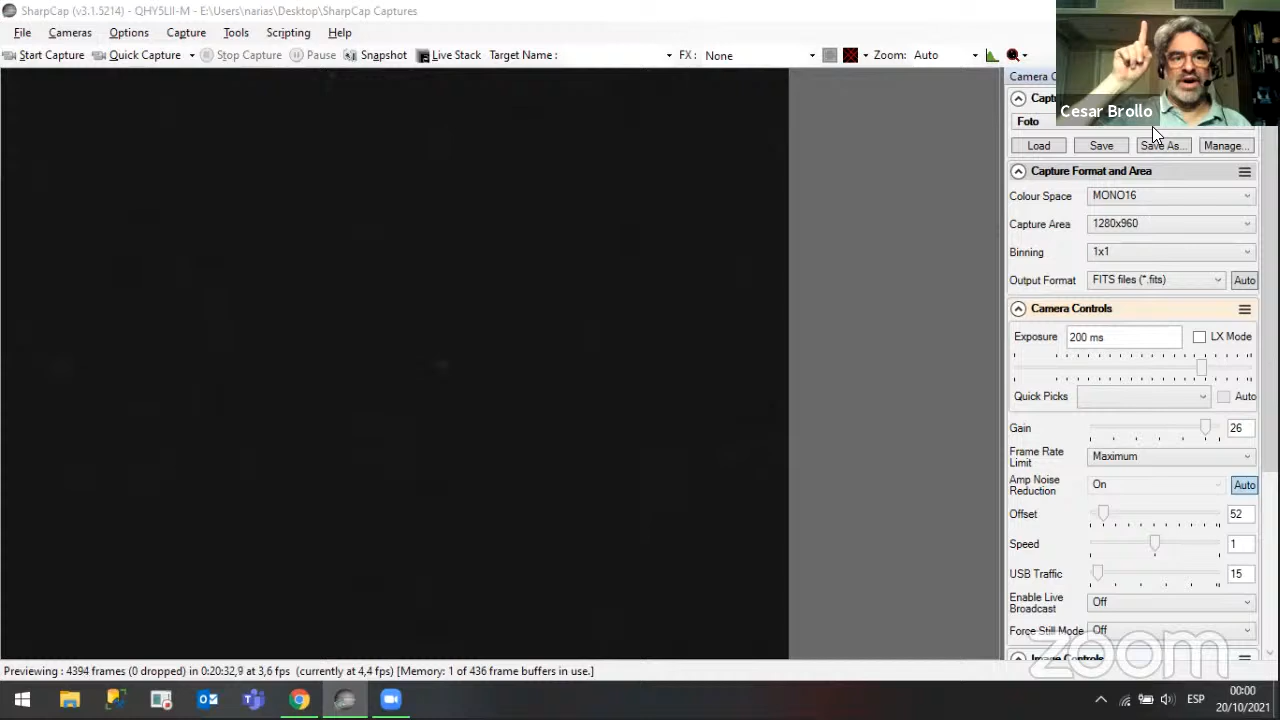 SharpCap (v3.1.5214) - QHY5LII-M - E:\Users\narias\Desktop\SharpCap Captures
File Cameras Options Capture Tools Scripting Help
Start Capture Quick Capture Stop Capture Pause Snapshot Live Stack Target Name : FX : None Zoom: Auto
Cesar Brollo
Camera C
Foto
Load Save Save As... Manage...
Capture Format and Area
Colour Space MONO16
Capture Area 1280x960
Binning 1x1
Output Format FITS files (*.fits) Auto
Camera Controls
Exposure 200 ms LX Mode
Quick Picks Auto
Gain 26
Frame Rate Limit Maximum
Amp Noise Reduction On Auto
Offset 52
Speed 1
USB Traffic 15
Enable Live Broadcast Off
Force Still Mode Off
Image Controls
zoom
Previewing : 4394 frames (0 dropped) in 0:20:32,9 at 3,6 fps (currently at 4,4 fps) Memory: 1 of 436 frame buffers in use.]
ESP
00:00
20/10/2021